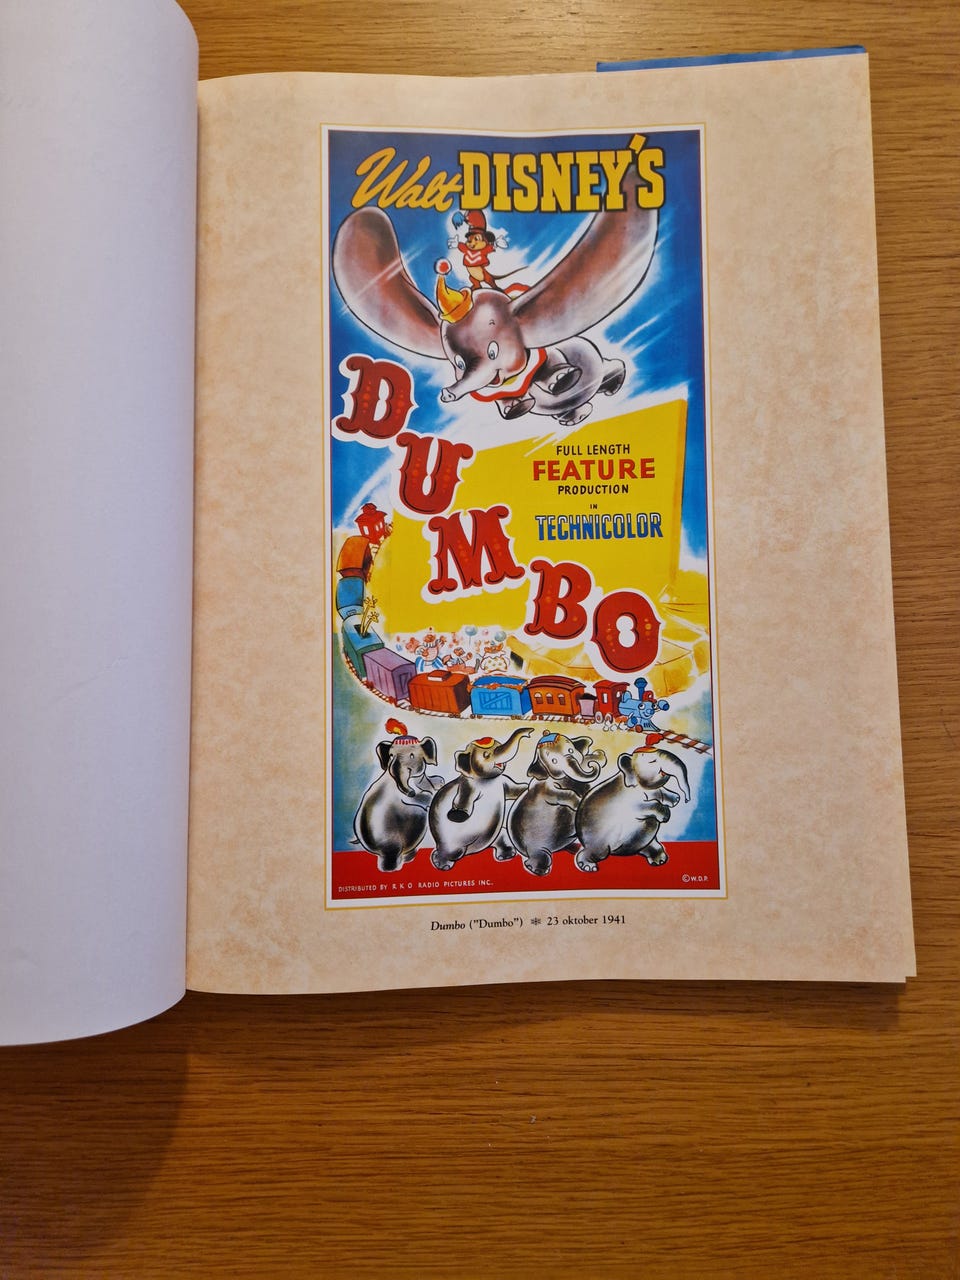 Walt DISNEY'S
DUMBO
FULL LENGTH
FEATURE
PRODUCTION
IN
TECHNICOLOR
DISTRIBUTED BY R K O RADIO PICTURES INC.
©W.D.P.
Dumbo ("Dumbo") ❄ 23 oktober 1941